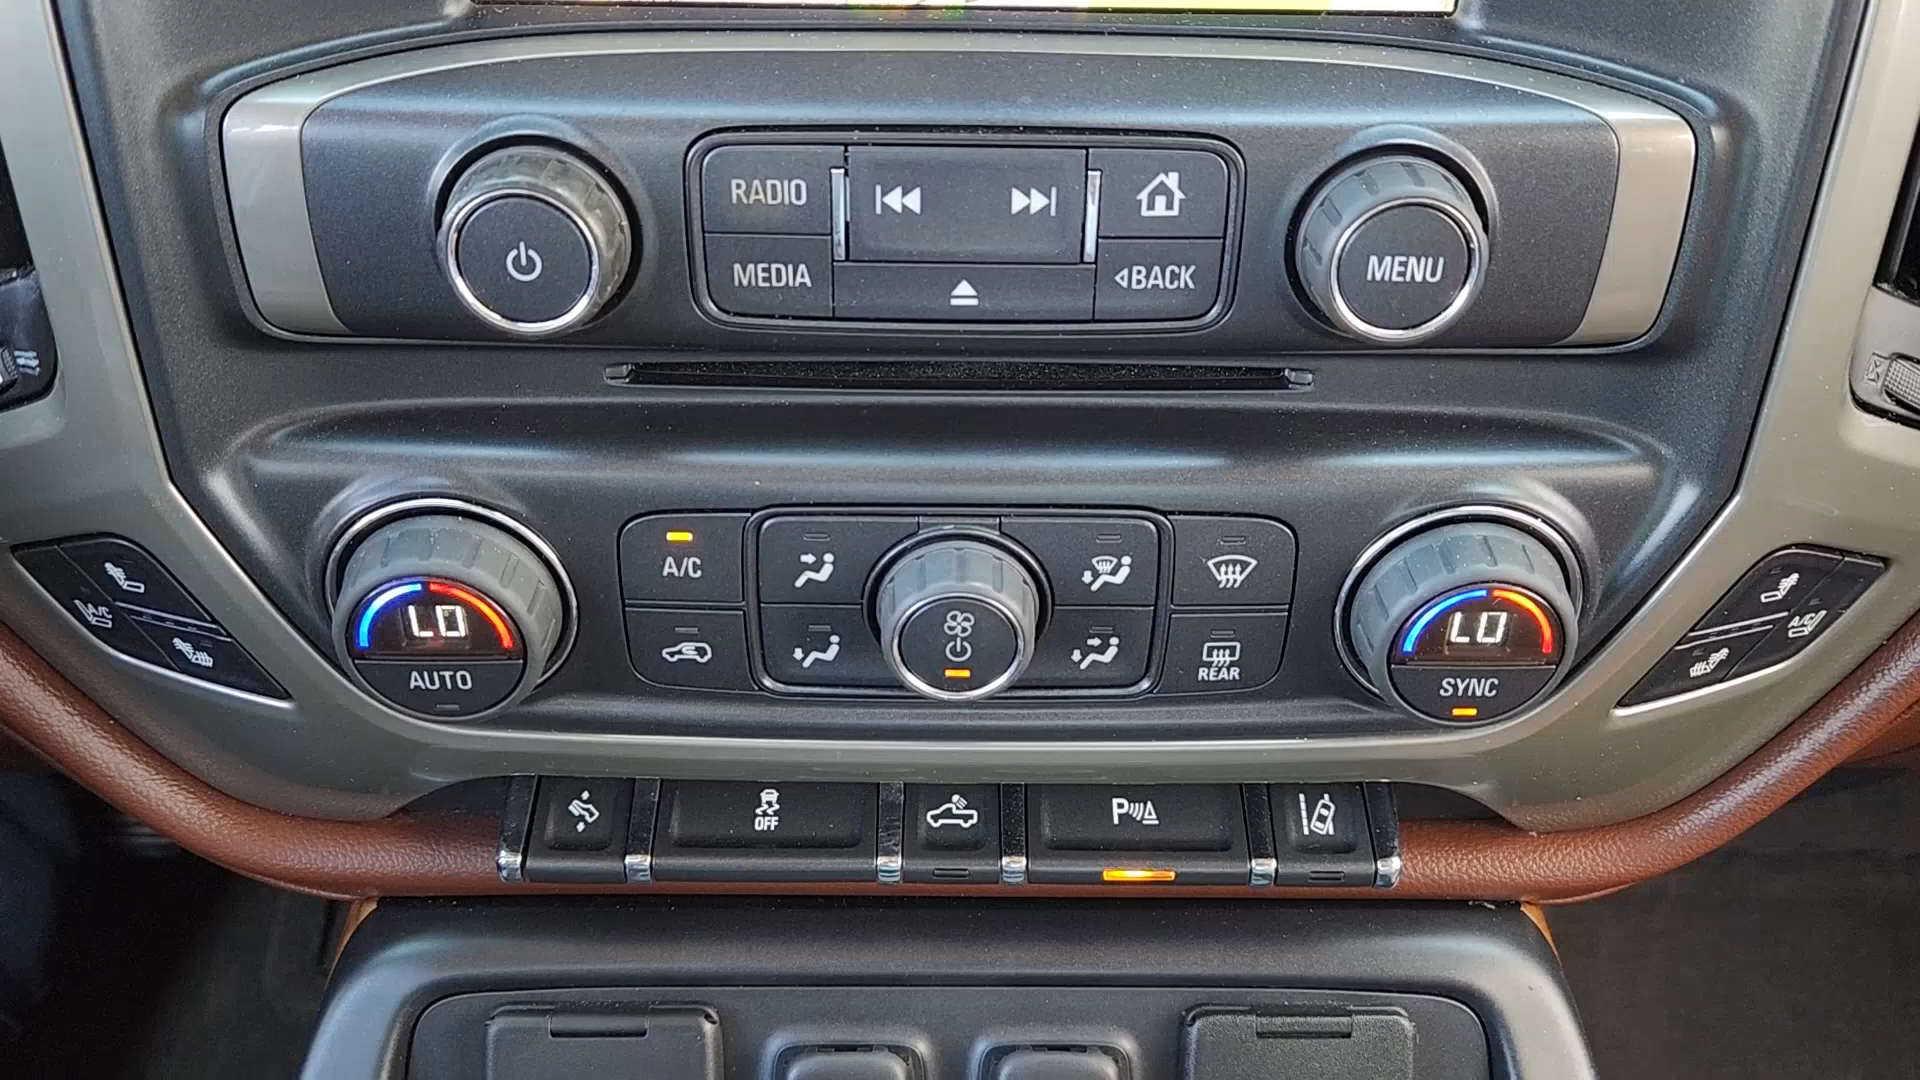 RADIO
MEDIA
BACK
MENU
A/C
LO
AUTO
A/C
REAR
LO
SYNC
A/C
OFF
P